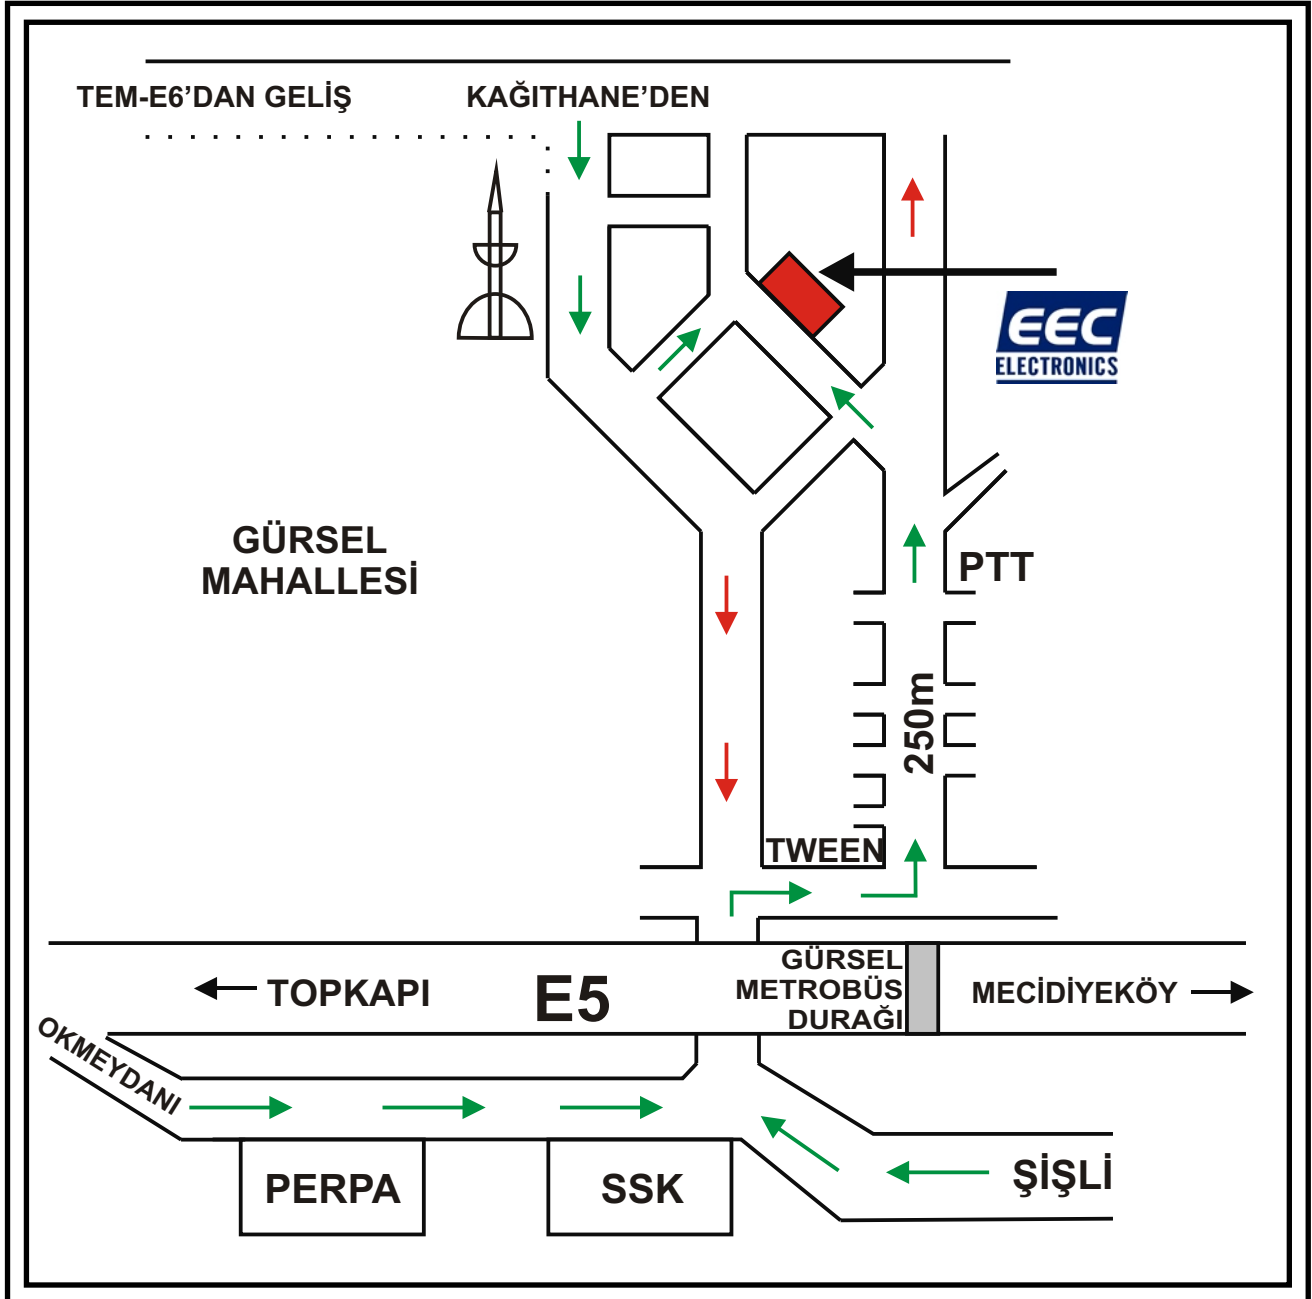 TEM-E6’DAN GELİŞ
KAĞITHANE’DEN
EEC
ELECTRONICS
GÜRSEL
MAHALLESİ
PTT
250m
TWEEN
GÜRSEL
METROBÜS
DURAĞI
TOPKAPI
E5
MECİDİYEKÖY
OKMEYDANI
PERPA
SSK
ŞİŞLİ